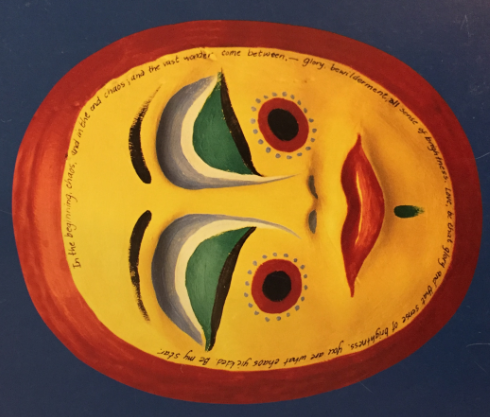 In the beginning, chaos, and in the end chaos; and the vast wonder come between,— glory, bewilderment, all sense of brightness. Love, be that glory and that sense of brightness. you are what chaos yielded. Be my star.